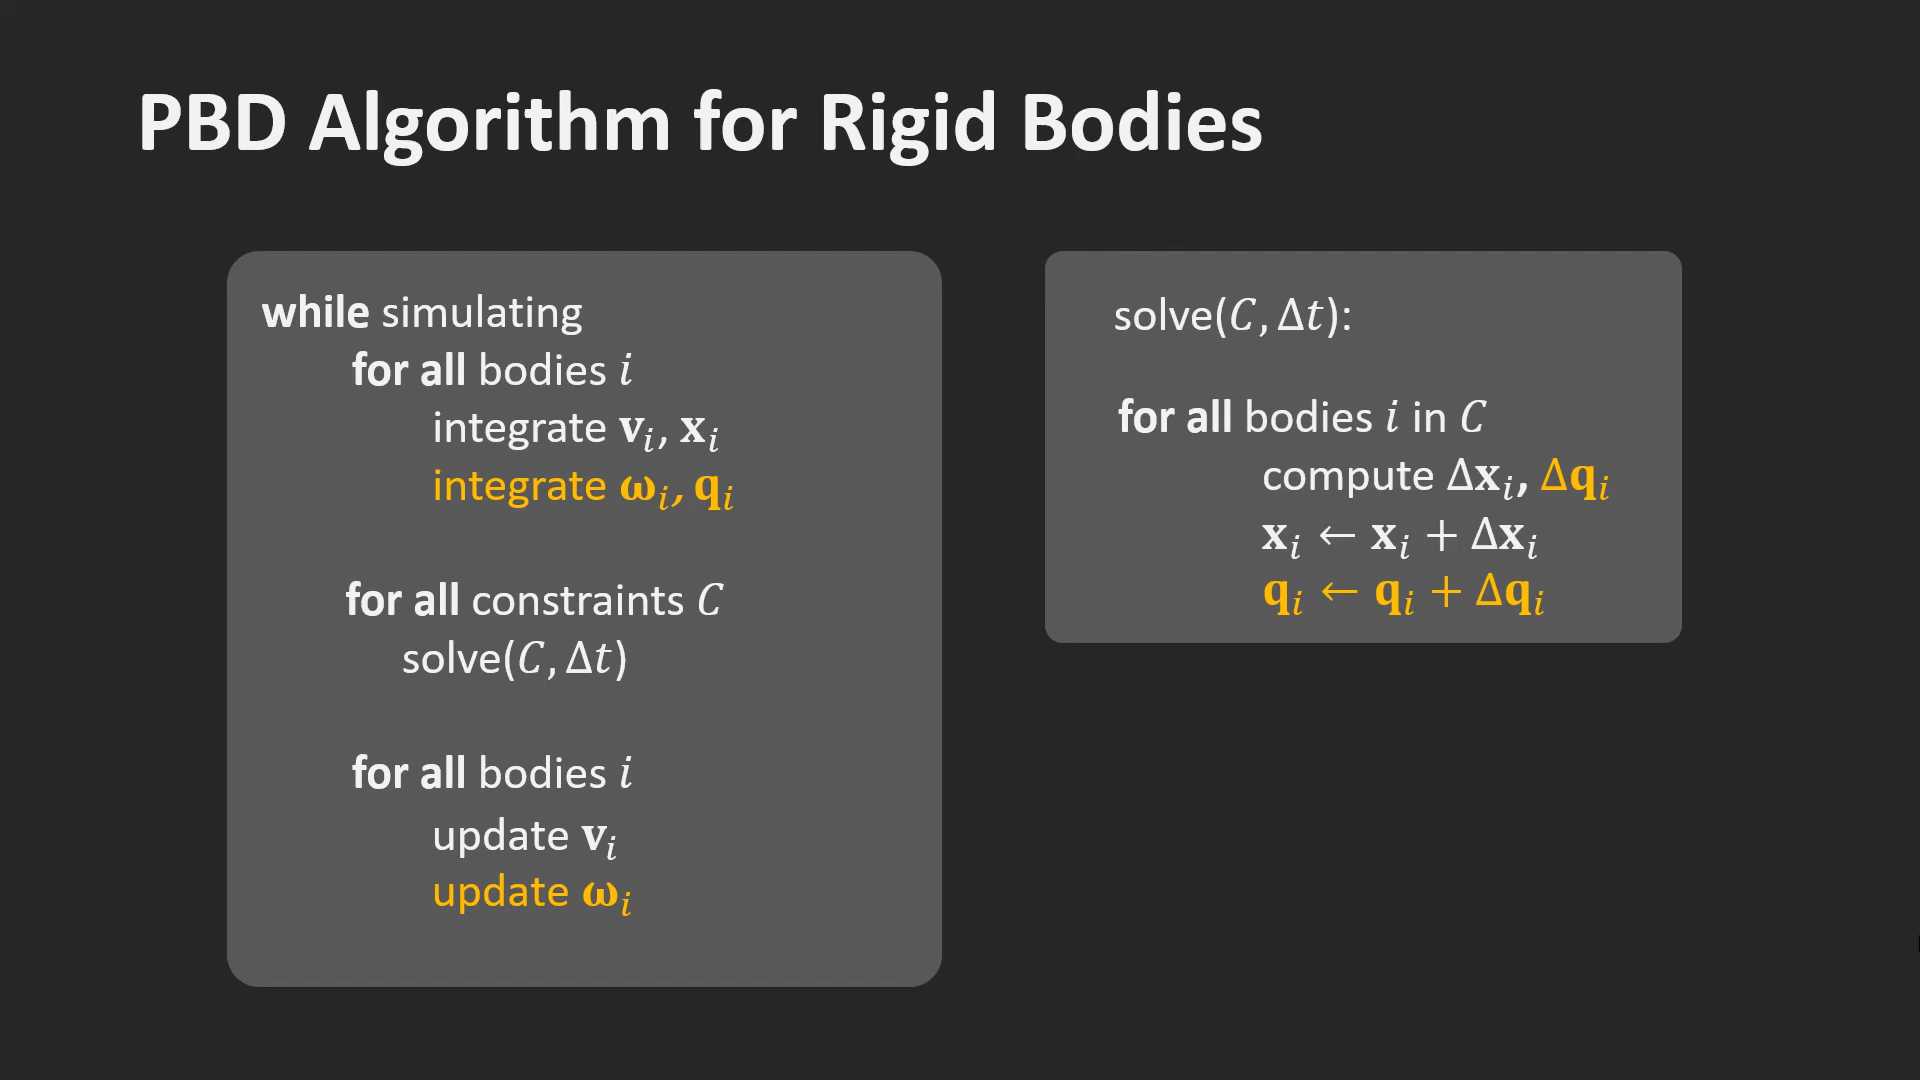 PBD Algorithm for Rigid Bodies
while simulating
for all bodies 𝑖
integrate 𝐯ᵢ, 𝐱ᵢ
integrate 𝛚ᵢ, 𝐪ᵢ
for all constraints 𝐶
solve(𝐶, Δ𝑡)
for all bodies 𝑖
update 𝐯ᵢ
update 𝛚ᵢ
solve(𝐶, Δ𝑡):
for all bodies 𝑖 in 𝐶
compute Δ𝐱ᵢ, Δ𝐪ᵢ
𝐱ᵢ ← 𝐱ᵢ + Δ𝐱ᵢ
𝐪ᵢ ← 𝐪ᵢ + Δ𝐪ᵢ